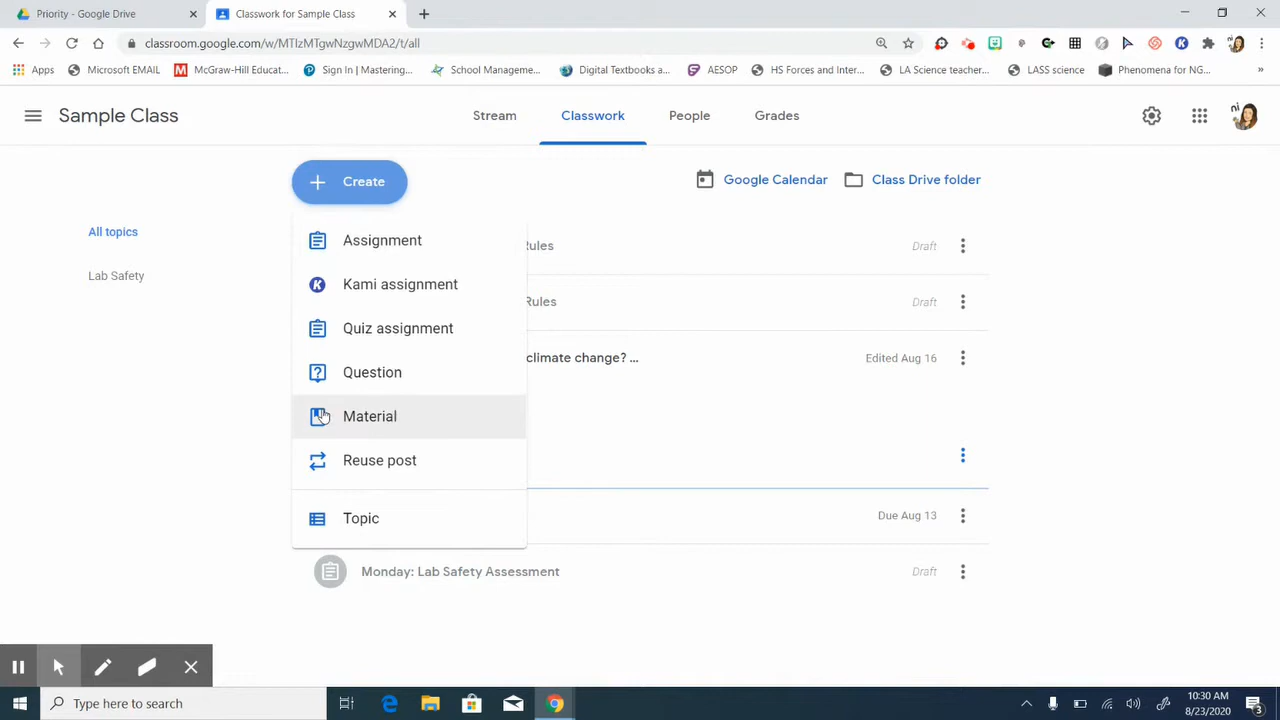 Priority - Google Drive
Classwork for Sample Class
classroom.google.com/w/MTIzMTgwNzgwMDA2/t/all
Apps Microsoft EMAIL McGraw-Hill Educat... Sign In | Mastering... School Manageme... Digital Textbooks a... AESOP HS Forces and Inter... LA Science teacher... LASS science Phenomena for NG...
Sample Class
Stream Classwork People Grades
Create
Google Calendar Class Drive folder
All topics
Lab Safety
Assignment
Kami assignment
Quiz assignment
Question
Material
Reuse post
Topic
Rules Draft
Rules Draft
climate change? ... Edited Aug 16
Due Aug 13
Monday: Lab Safety Assessment Draft
Type here to search
10:30 AM
8/23/2020
3